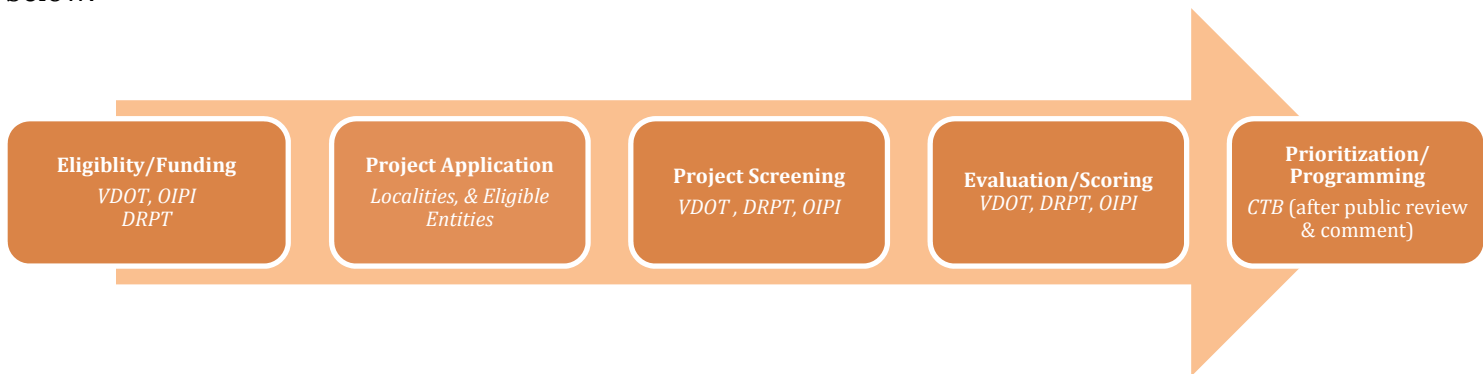 below.
Eligiblity/Funding
VDOT, OIPI
DRPT
Project Application
Localities, & Eligible
Entities
Project Screening
VDOT , DRPT, OIPI
Evaluation/Scoring
VDOT, DRPT, OIPI
Prioritization/
Programming
CTB (after public review
& comment)